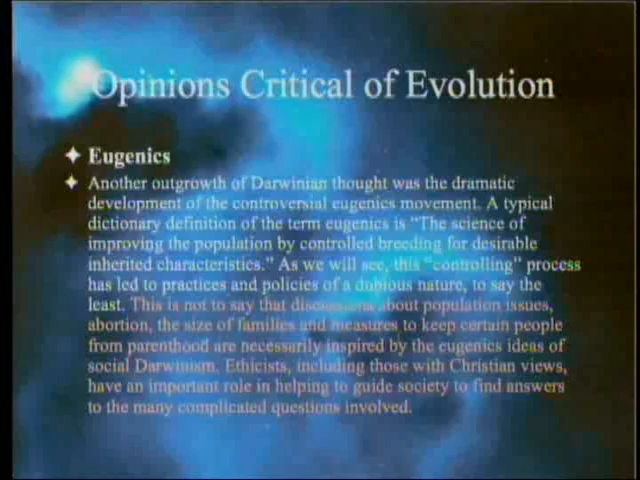 Opinions Critical of Evolution
Eugenics
Another outgrowth of Darwinian thought was the dramatic
development of the controversial eugenics movement. A typical
dictionary definition of the term eugenics is “The science of
improving the population by controlled breeding for desirable
inherited characteristics.” As we will see, this “controlling” process
has led to practices and policies of a dubious nature, to say the
least. This is not to say that discussions about population issues,
abortion, the size of families and measures to keep certain people
from parenthood are necessarily inspired by the eugenics ideas of
social Darwinism. Ethicists, including those with Christian views,
have an important role in helping to guide society to find answers
to the many complicated questions involved.